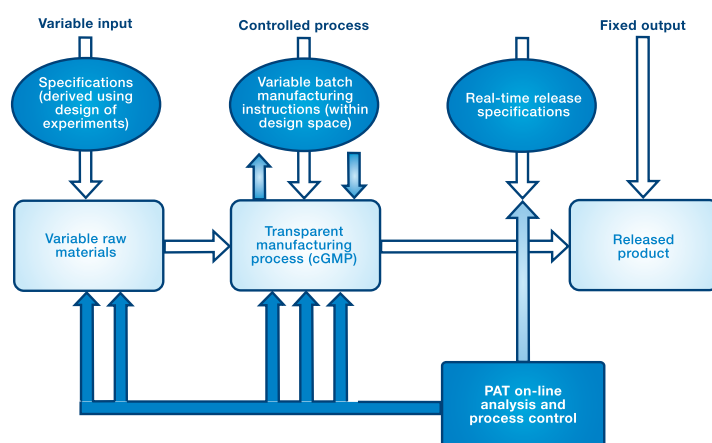 Variable input
Controlled process
Fixed output
Specifications
(derived using
design of
experiments)
Variable batch
manufacturing
instructions (within
design space)
Real-time release
specifications
Variable raw
materials
Transparent
manufacturing
process (cGMP)
Released
product
PAT on-line
analysis and
process control